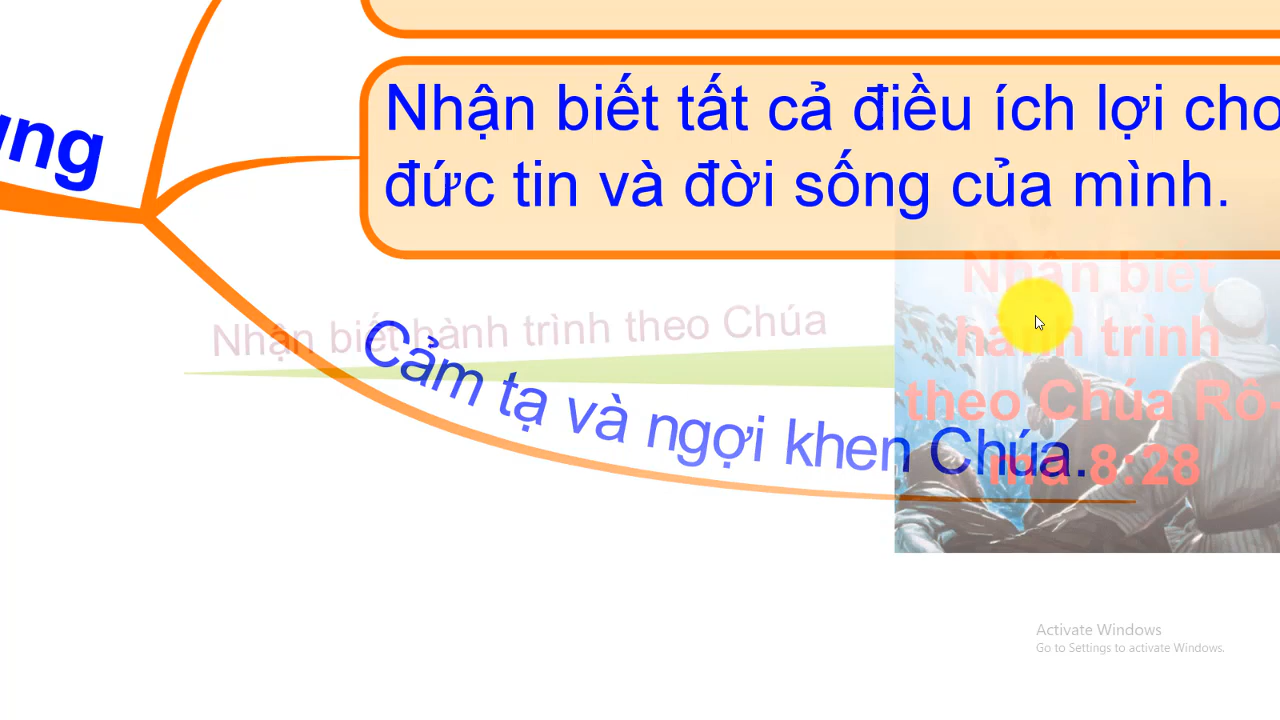 Nhận biết tất cả điều ích lợi cho
đức tin và đời sống của mình.
Nhận biết
hành trình
theo Chúa Rô-
ma 8:28
Nhận biết hành trình theo Chúa
Cảm tạ và ngợi khen Chúa.
Activate Windows
Go to Settings to activate Windows.